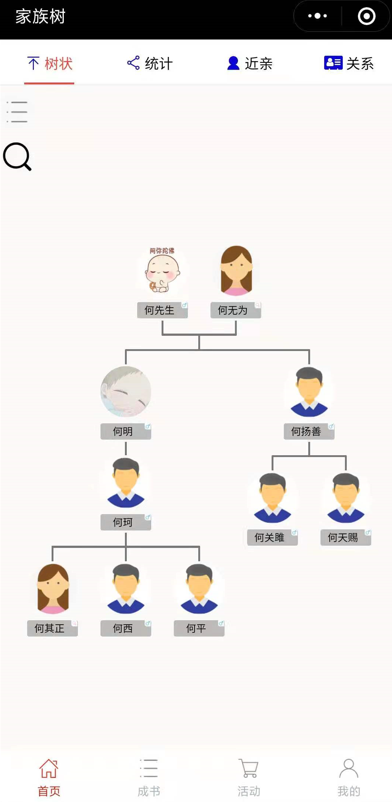 家族树
树状
统计
近亲
关系
阿弥陀佛
何先生
何无为
何明
何扬善
何珂
何关雎
何天赐
何其正
何西
何平
首页
成书
活动
我的